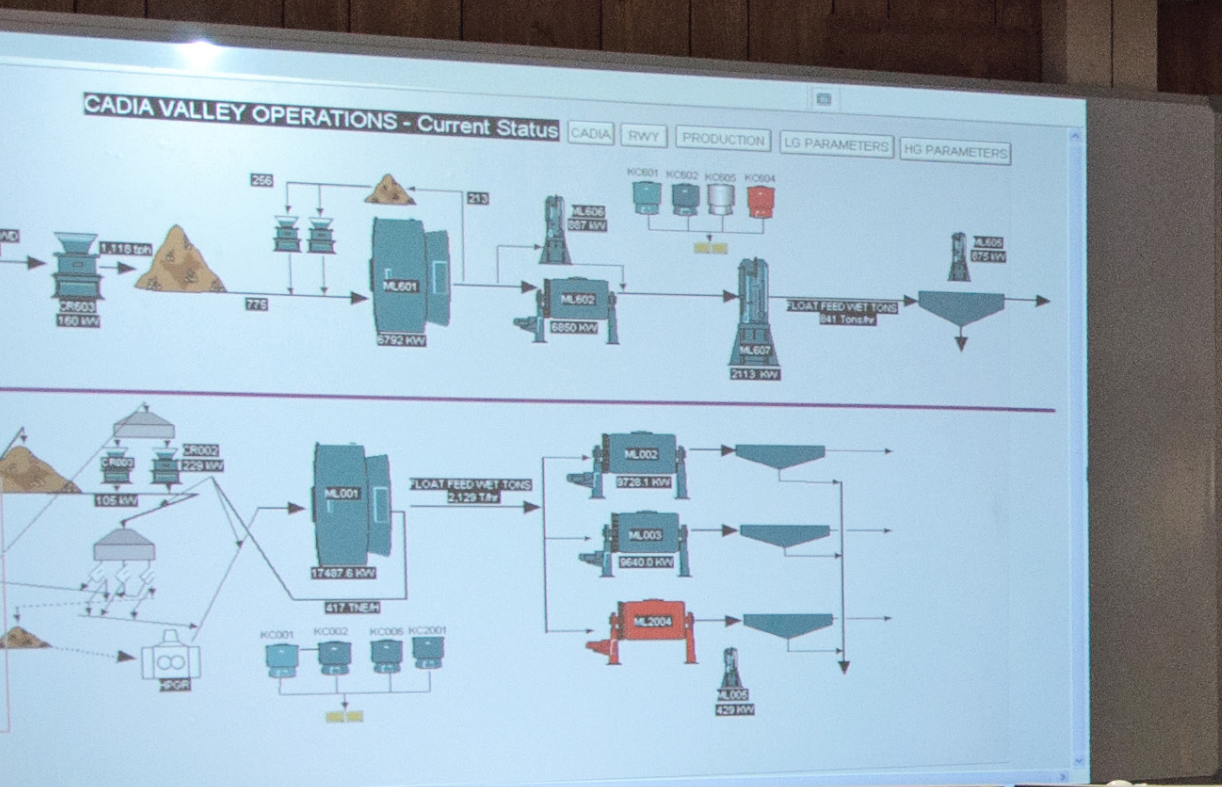 CADIA VALLEY OPERATIONS - Current Status
CADIA
RWY
PRODUCTION
LG PARAMETERS
HG PARAMETERS
256
213
KC601
KC602
KC605
KC604
ML606
887 kW
ML605
675 kW
1,118 tph
CR603
160 kW
775
ML601
6792 KW
ML602
6850 KW
ML607
2113 KW
FLOAT FEED WET TONS
841 Tons/hr
CR003
CR002
229 kW
105 kW
ML001
17487.6 KW
417 TNE/H
FLOAT FEED WET TONS
2,129 T/hr
ML002
9728.1 KW
ML003
9640.0 KW
ML2004
ML005
429 KW
HPGR
KC001
KC002
KC006
KC2001